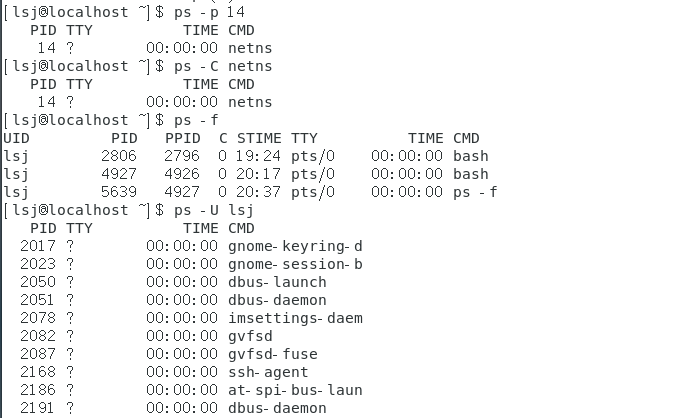 [lsj@localhost ~]$ ps -p 14
PID TTY TIME CMD
14 ? 00:00:00 netns
[lsj@localhost ~]$ ps -C netns
PID TTY TIME CMD
14 ? 00:00:00 netns
[lsj@localhost ~]$ ps -f
UID PID PPID C STIME TTY TIME CMD
lsj 2806 2796 0 19:24 pts/0 00:00:00 bash
lsj 4927 4926 0 20:17 pts/0 00:00:00 bash
lsj 5639 4927 0 20:37 pts/0 00:00:00 ps -f
[lsj@localhost ~]$ ps -U lsj
PID TTY TIME CMD
2017 ? 00:00:00 gnome-keyring-d
2023 ? 00:00:00 gnome-session-b
2050 ? 00:00:00 dbus-launch
2051 ? 00:00:00 dbus-daemon
2078 ? 00:00:00 imsettings-daem
2082 ? 00:00:00 gvfsd
2087 ? 00:00:00 gvfsd-fuse
2168 ? 00:00:00 ssh-agent
2186 ? 00:00:00 at-spi-bus-laun
2191 ? 00:00:00 dbus-daemon